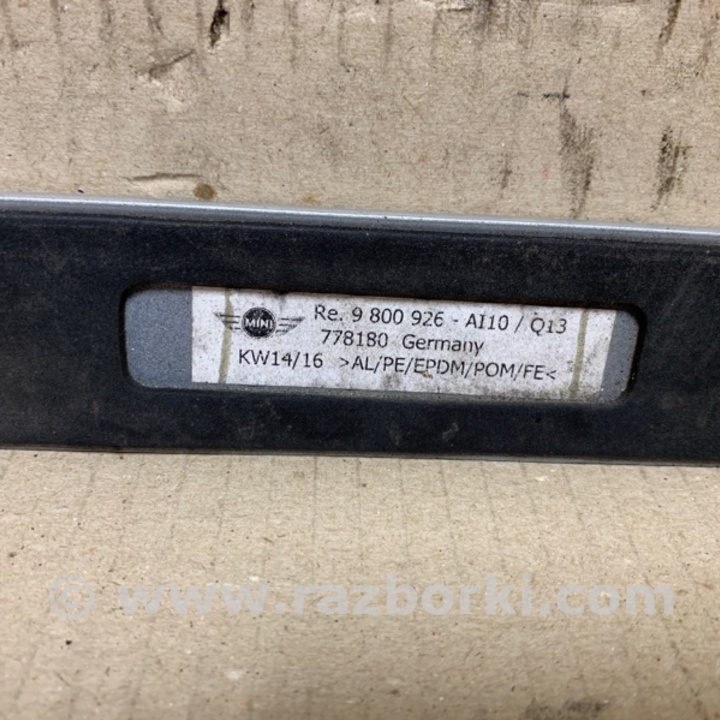 MINI Re. 9 800 926 - AI10 / Q13
778180 Germany
KW14/16 >AL/PE/EPDM/POM/FE<
© www.razborki.com